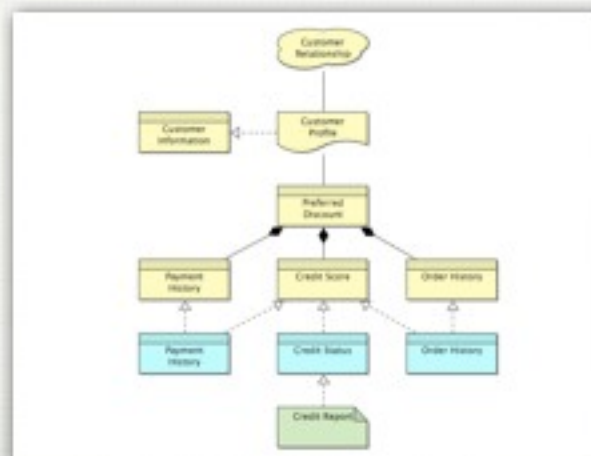 Customer
Relationship
Customer
Information
Customer
Profile
Preferred
Discount
Payment
History
Credit Score
Order History
Payment
History
Credit Status
Order History
Credit Report